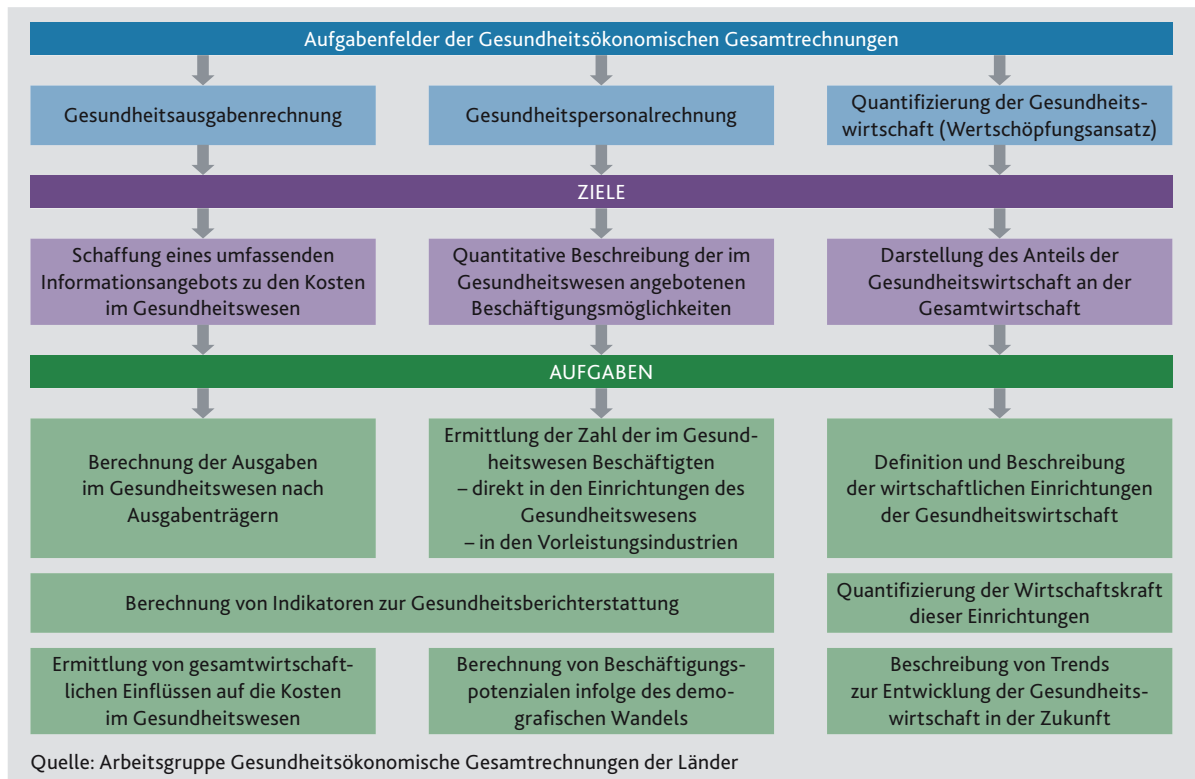 Aufgabenfelder der Gesundheitsökonomischen Gesamtrechnungen
Gesundheitsausgabenrechnung
Gesundheitspersonalrechnung
Quantifizierung der Gesundheits-
wirtschaft (Wertschöpfungsansatz)
ZIELE
Schaffung eines umfassenden
Informationsangebots zu den Kosten
im Gesundheitswesen
Quantitative Beschreibung der im
Gesundheitswesen angebotenen
Beschäftigungsmöglichkeiten
Darstellung des Anteils der
Gesundheitswirtschaft an der
Gesamtwirtschaft
AUFGABEN
Berechnung der Ausgaben
im Gesundheitswesen nach
Ausgabenträgern
Ermittlung der Zahl der im Gesund-
heitswesen Beschäftigten
– direkt in den Einrichtungen des
Gesundheitswesens
– in den Vorleistungsindustrien
Definition und Beschreibung
der wirtschaftlichen Einrichtungen
der Gesundheitswirtschaft
Berechnung von Indikatoren zur Gesundheitsberichterstattung
Quantifizierung der Wirtschaftskraft
dieser Einrichtungen
Ermittlung von gesamtwirtschaft-
lichen Einflüssen auf die Kosten
im Gesundheitswesen
Berechnung von Beschäftigungs-
potenzialen infolge des demo-
grafischen Wandels
Beschreibung von Trends
zur Entwicklung der Gesundheits-
wirtschaft in der Zukunft
Quelle: Arbeitsgruppe Gesundheitsökonomische Gesamtrechnungen der Länder